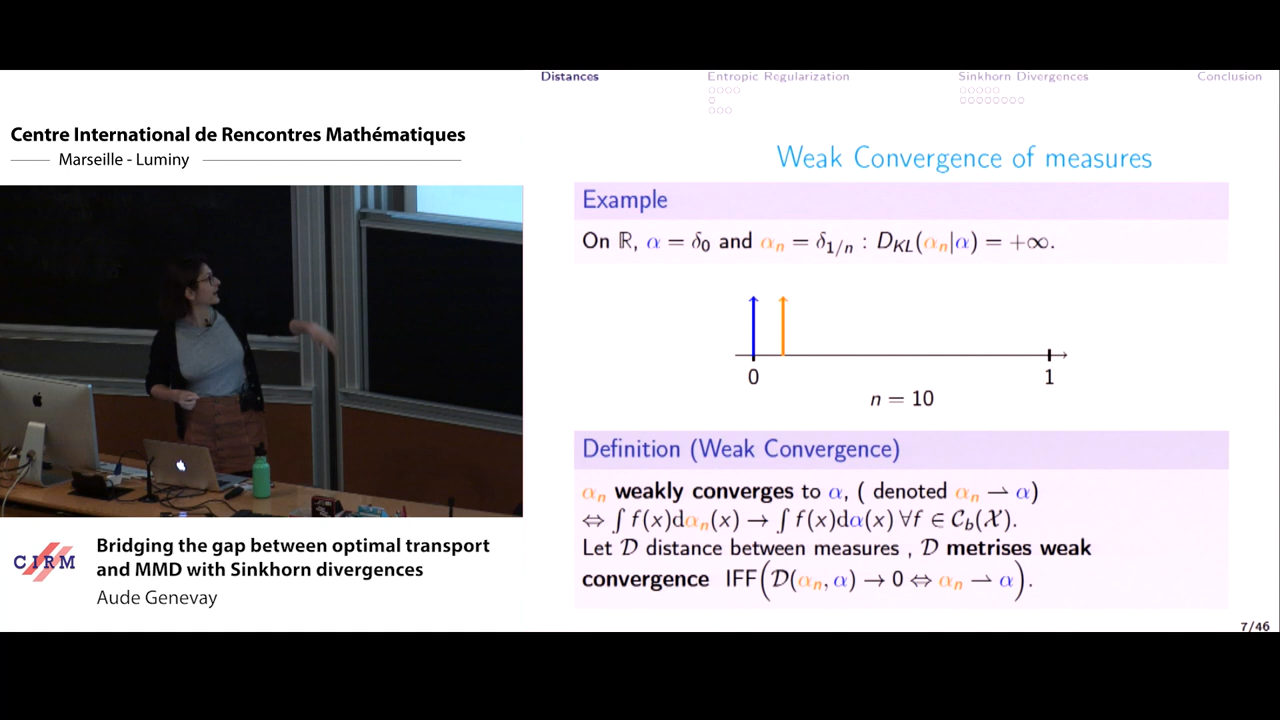 Distances Entropic Regularization Sinkhorn Divergences Conclusion
Centre International de Rencontres Mathématiques
Marseille - Luminy
Weak Convergence of measures
Example
On ℝ, α = δ₀ and αₙ = δ₁/ₙ : D_KL(αₙ|α) = +∞.
0 1
n = 10
Definition (Weak Convergence)
αₙ weakly converges to α, ( denoted αₙ ⇀ α)
⇔ ∫ f(x)dαₙ(x) → ∫ f(x)dα(x) ∀f ∈ 𝒞_b(𝒳).
Let 𝒟 distance between measures , 𝒟 metrises weak
convergence IFF(𝒟(αₙ, α) → 0 ⇔ αₙ ⇀ α).
CIRM
Bridging the gap between optimal transport
and MMD with Sinkhorn divergences
Aude Genevay
7/46